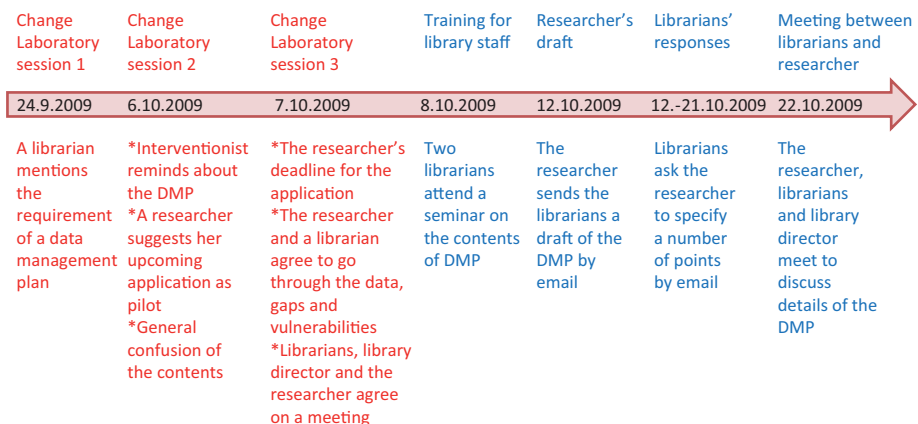 Change
Laboratory
session 1
Change
Laboratory
session 2
Change
Laboratory
session 3
Training for
library staff
Researcher's
draft
Librarians'
responses
Meeting between
librarians and
researcher
24.9.2009
6.10.2009
7.10.2009
8.10.2009
12.10.2009
12.-21.10.2009
22.10.2009
A librarian
mentions
the
requirement
of a data
management
plan
*Interventionist
reminds about
the DMP
*A researcher
suggests her
upcoming
application as
pilot
*General
confusion of
the contents
*The researcher's
deadline for the
application
*The researcher
and a librarian
agree to go
through the data,
gaps and
vulnerabilities
*Librarians, library
director and the
researcher agree
on a meeting
Two
librarians
attend a
seminar on
the contents
of DMP
The
researcher
sends the
librarians a
draft of the
DMP by
email
Librarians
ask the
researcher
to specify
a number
of points
by email
The
researcher,
librarians
and library
director
meet to
discuss
details of the
DMP